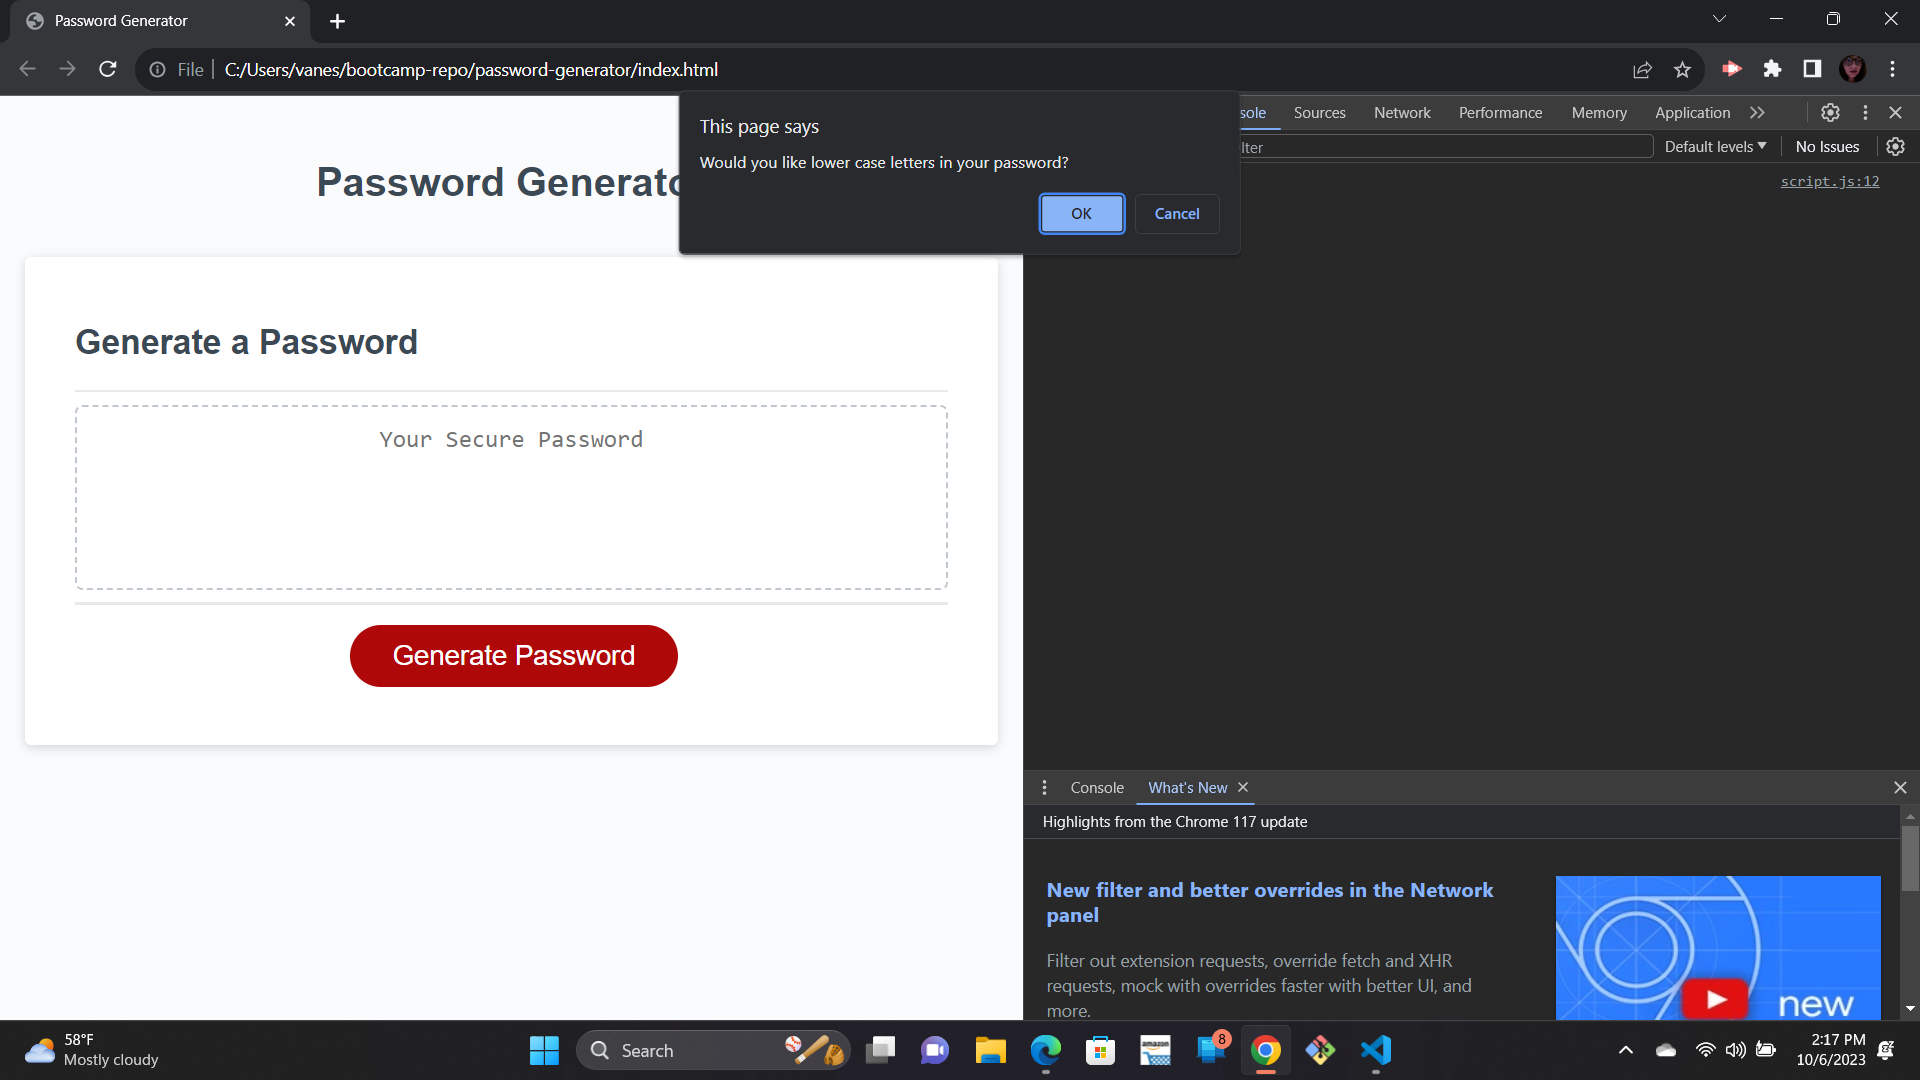 Password Generator
File
C:/Users/vanes/bootcamp-repo/password-generator/index.html
This page says
Would you like lower case letters in your password?
OK
Cancel
Sources
Network
Performance
Memory
Application
Default levels
No Issues
script.js:12
Generate a Password
Your Secure Password
Generate Password
Console
What's New
Highlights from the Chrome 117 update
New filter and better overrides in the Network
panel
Filter out extension requests, override fetch and XHR
requests, mock with overrides faster with better UI, and
more.
new
58°F
Mostly cloudy
Search
amazon
8
2:17 PM
10/6/2023